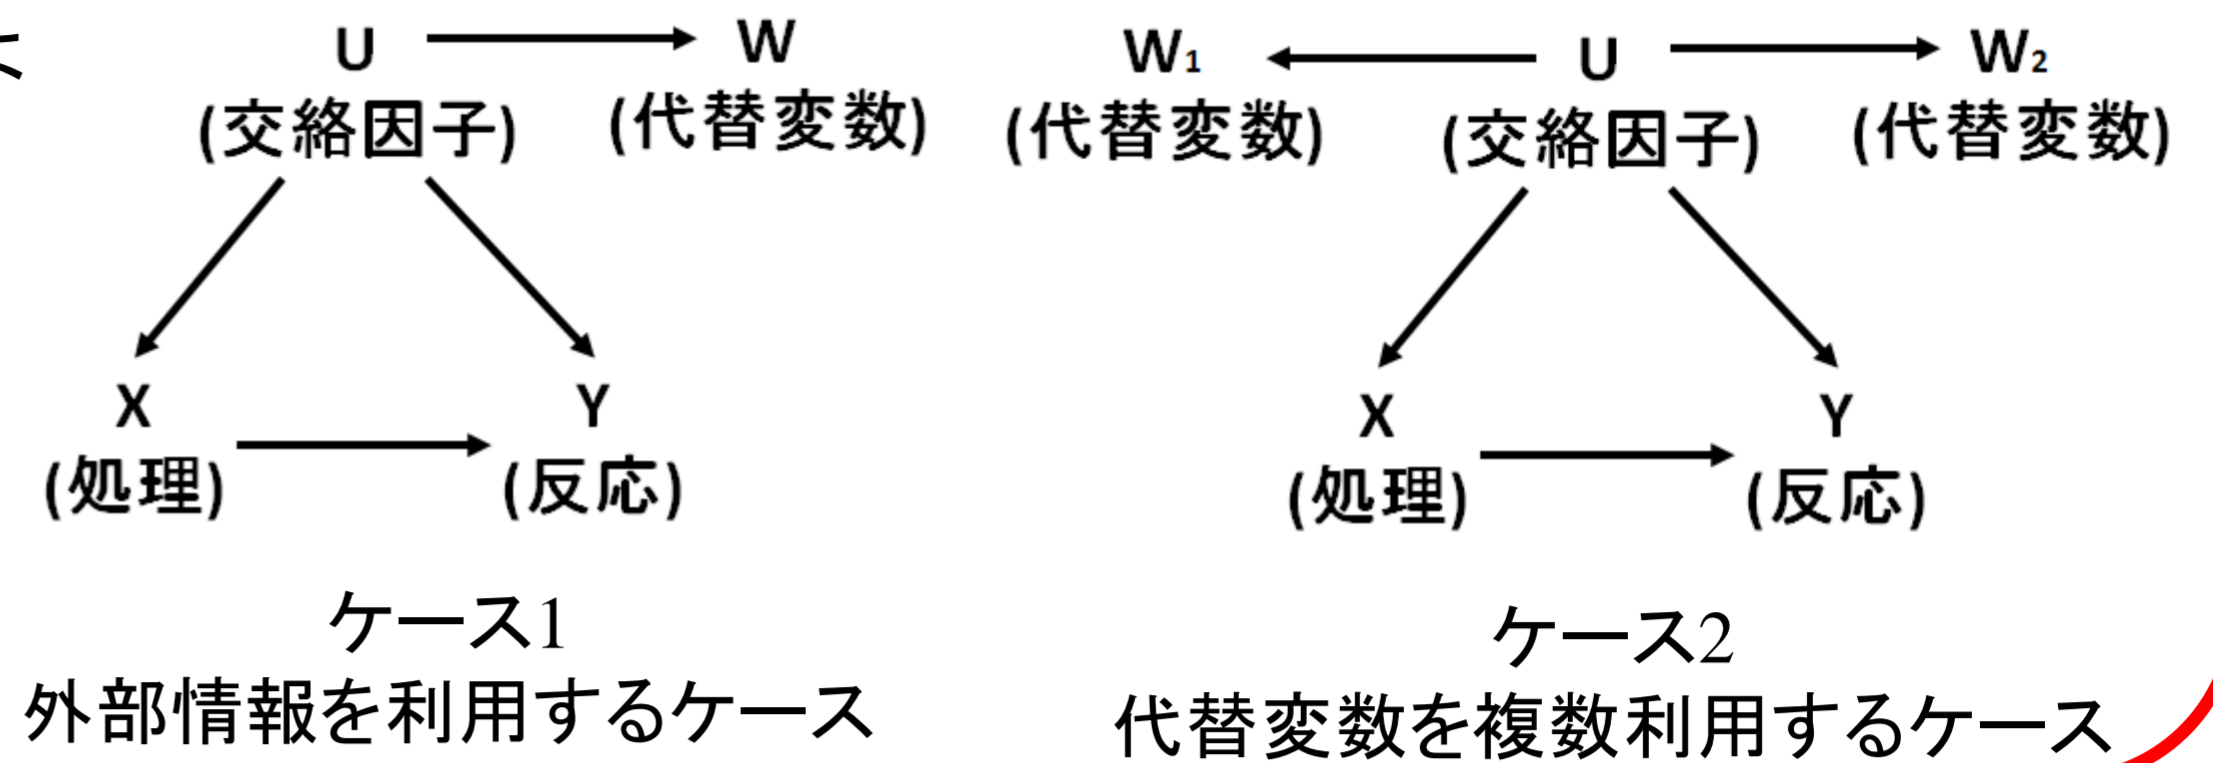 U W
(交絡因子) (代替変数)
X Y
(処理) (反応)
ケース1
外部情報を利用するケース
W1 U W2
(代替変数) (交絡因子) (代替変数)
X Y
(処理) (反応)
ケース2
代替変数を複数利用するケース